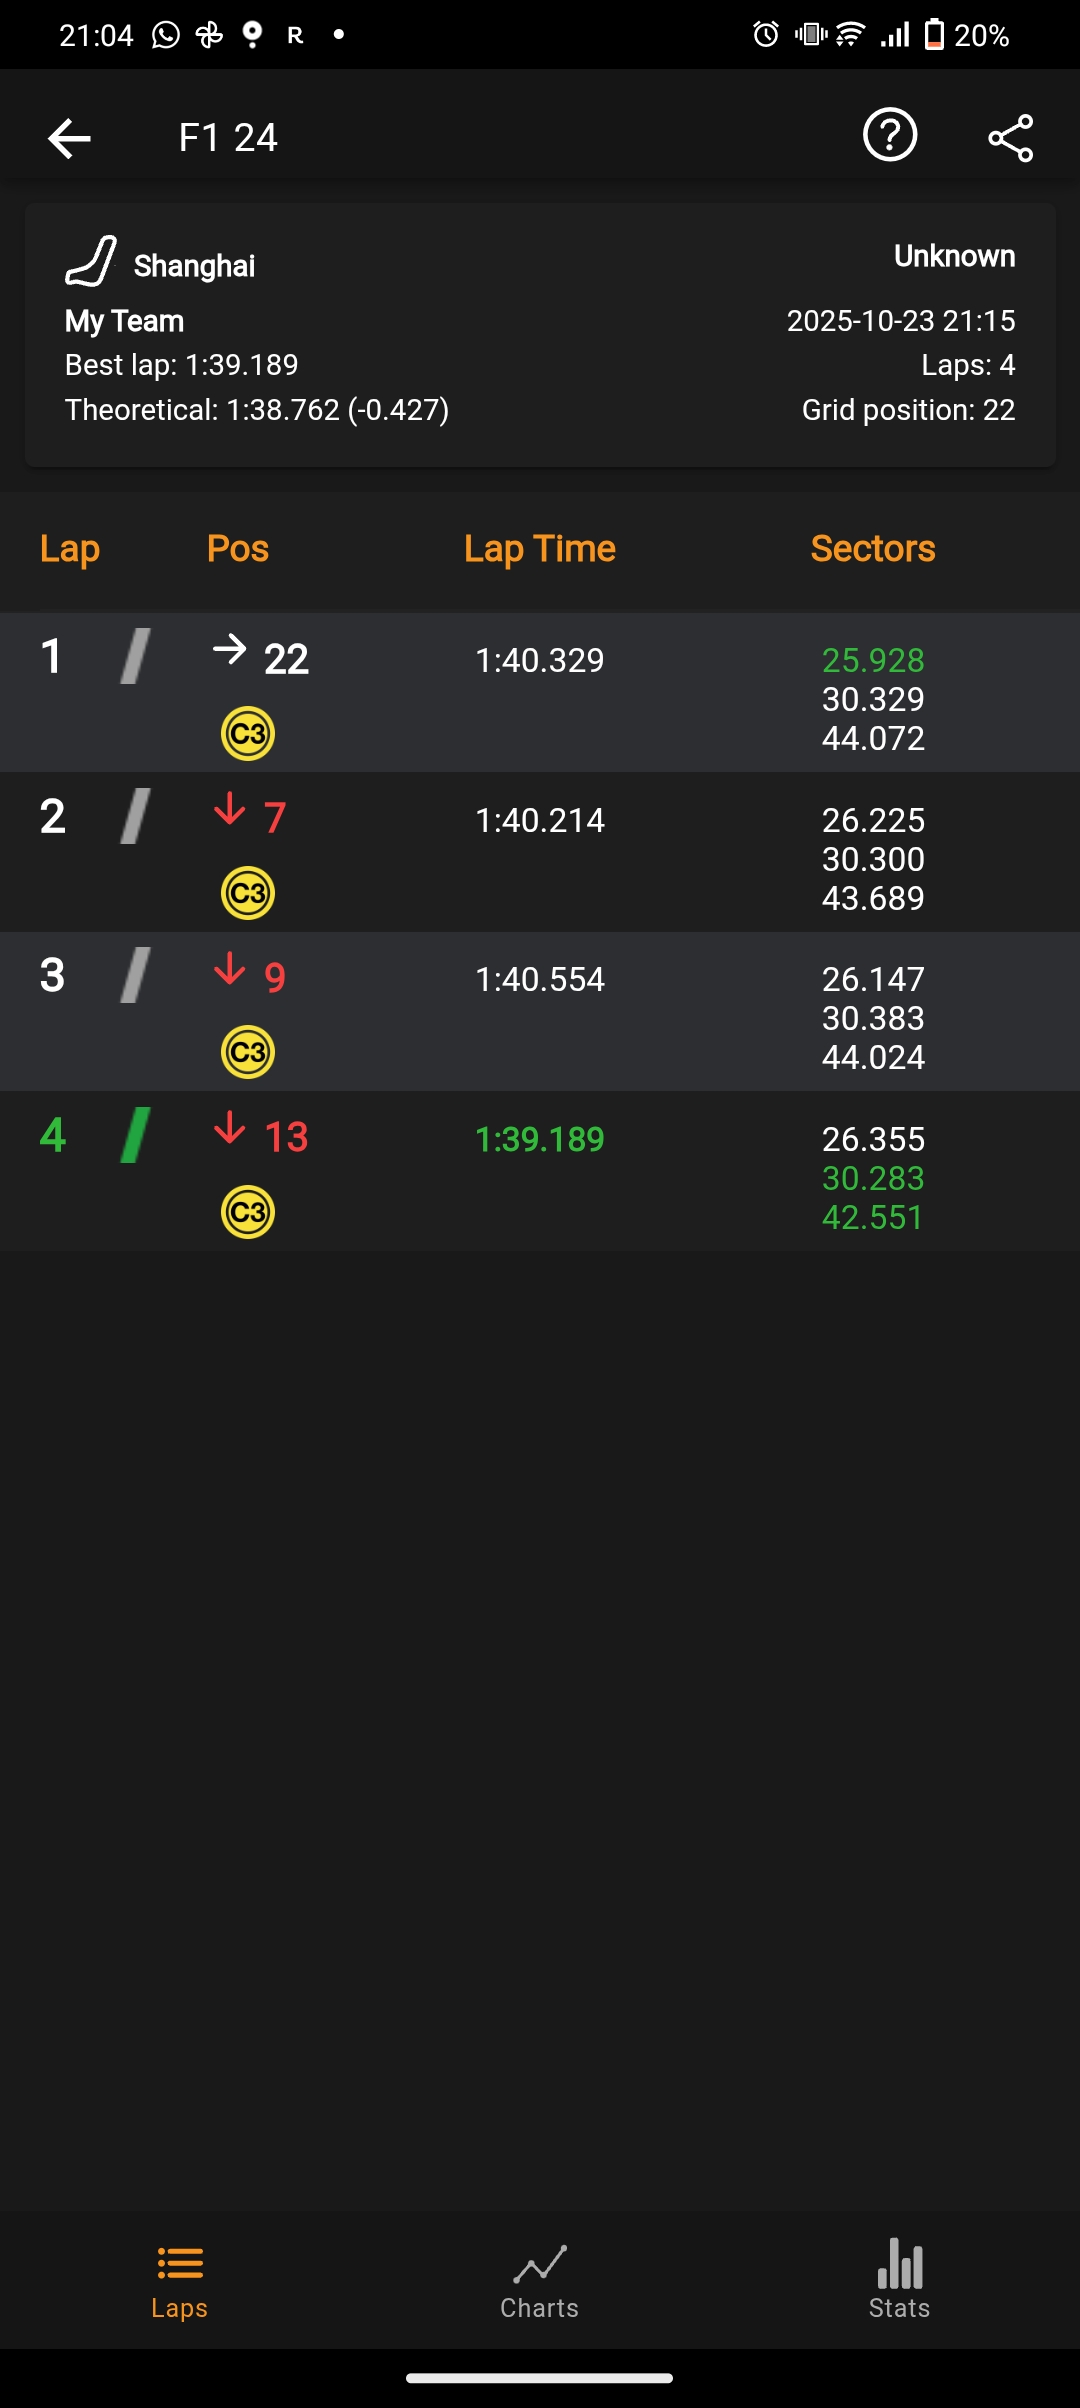 21:04 R 20%
F1 24
Shanghai Unknown
My Team 2025-10-23 21:15
Best lap: 1:39.189 Laps: 4
Theoretical: 1:38.762 (-0.427) Grid position: 22
Lap Pos Lap Time Sectors
1 22 1:40.329 25.928
30.329
C3 44.072
2 7 1:40.214 26.225
30.300
C3 43.689
3 9 1:40.554 26.147
30.383
C3 44.024
4 13 1:39.189 26.355
30.283
C3 42.551
Laps Charts Stats